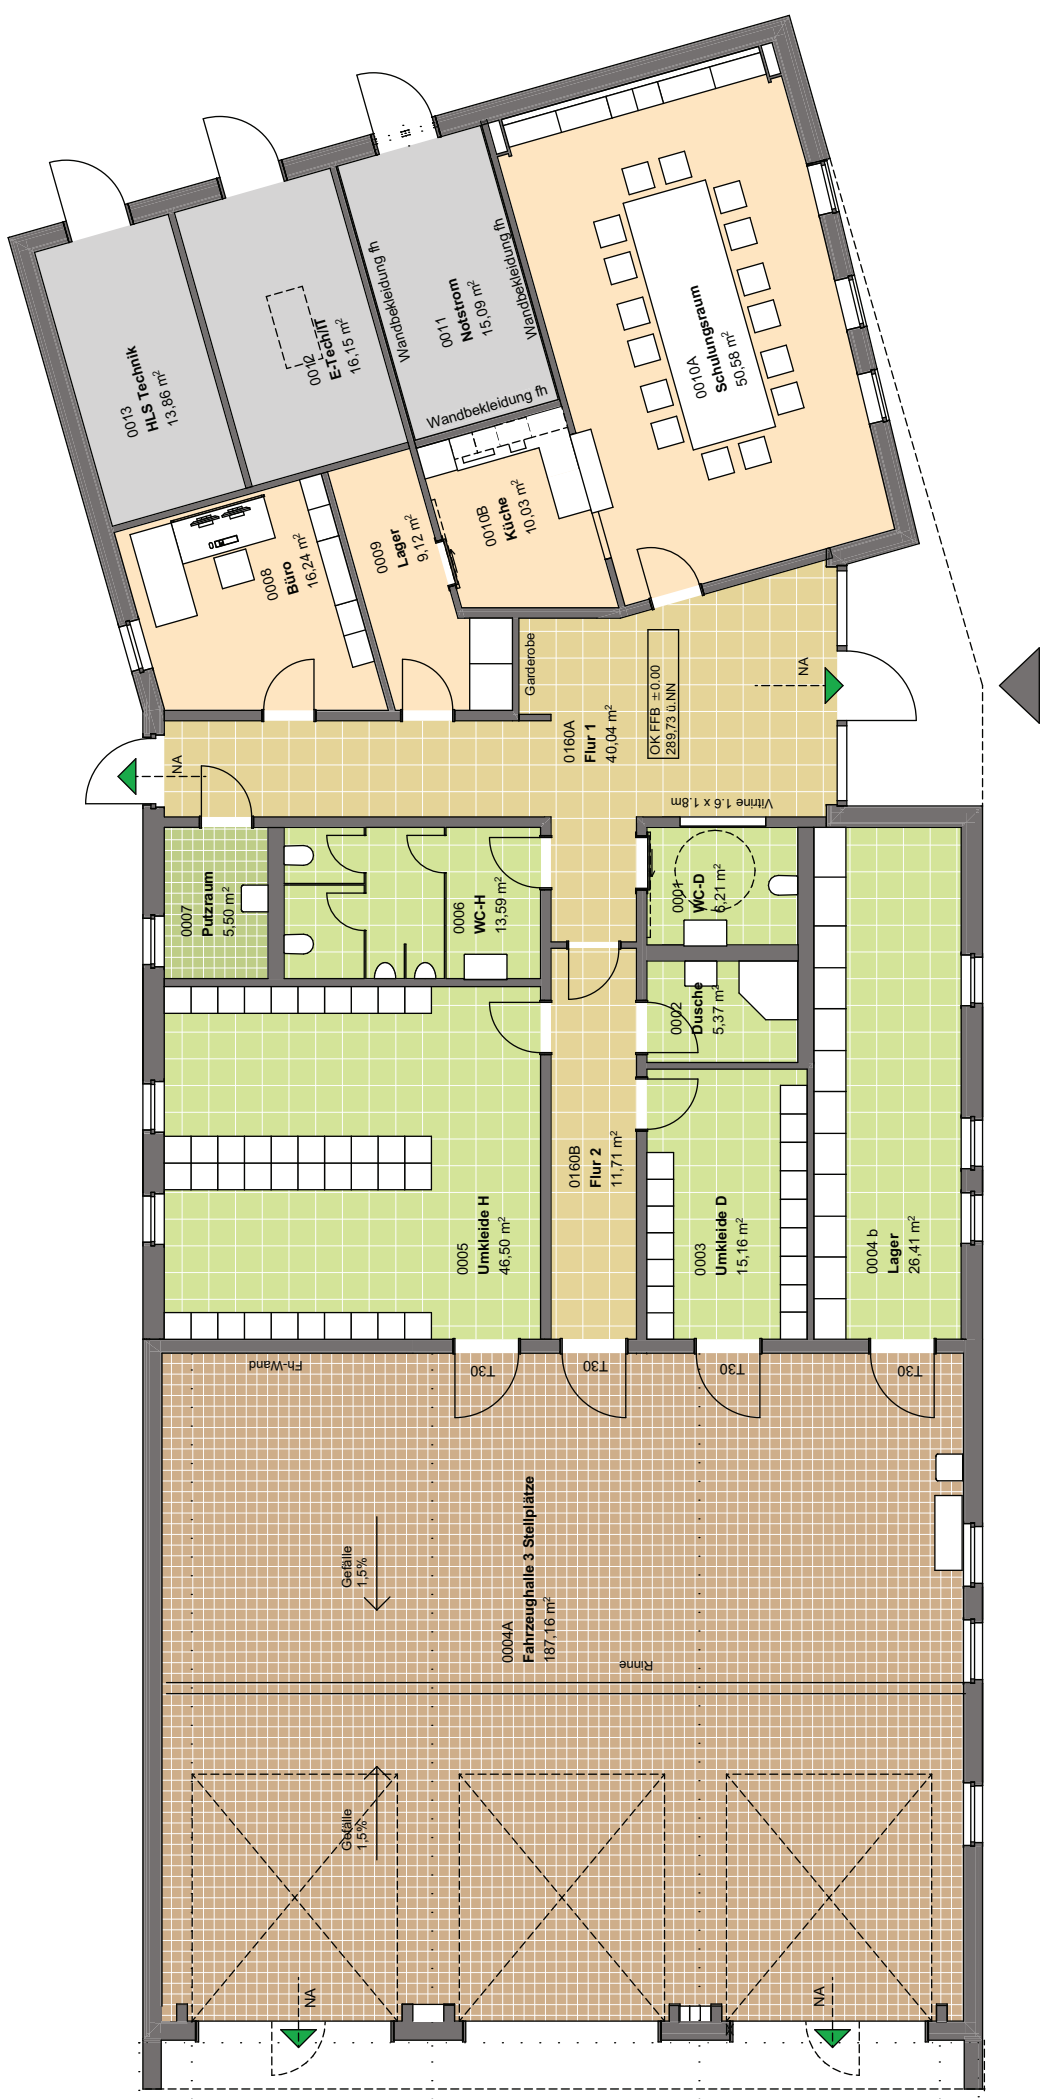 0013
HLS Technik
13,86 m²
0012
E-Tech/IT
16,15 m²
Wandbekleidung fh
0011
Notstrom
15,09 m²
Wandbekleidung fh
Wandbekleidung fh
0010A
Schulungsraum
50,58 m²
0010B
Küche
10,03 m²
0009
Lager
9,12 m²
0008
Büro
16,24 m²
Garderobe
OK FFB ±0.00
289,73 ü.NN
NA
0160A
Flur 1
40,04 m²
NA
Vitrine 1.6 x 1.8m
0007
Putzraum
5,50 m²
0006
WC-H
13,59 m²
0001
WC-D
6,21 m²
0002
Dusche
5,37 m²
0160B
Flur 2
11,71 m²
0005
Umkleide H
46,50 m²
0003
Umkleide D
15,16 m²
0004 b
Lager
26,41 m²
Fh-Wand
T30
T30
T30
T30
Gefälle
1,5%
0004A
Fahrzeughalle 3 Stellplätze
187,16 m²
Rinne
Gefälle
1,5%
NA
NA